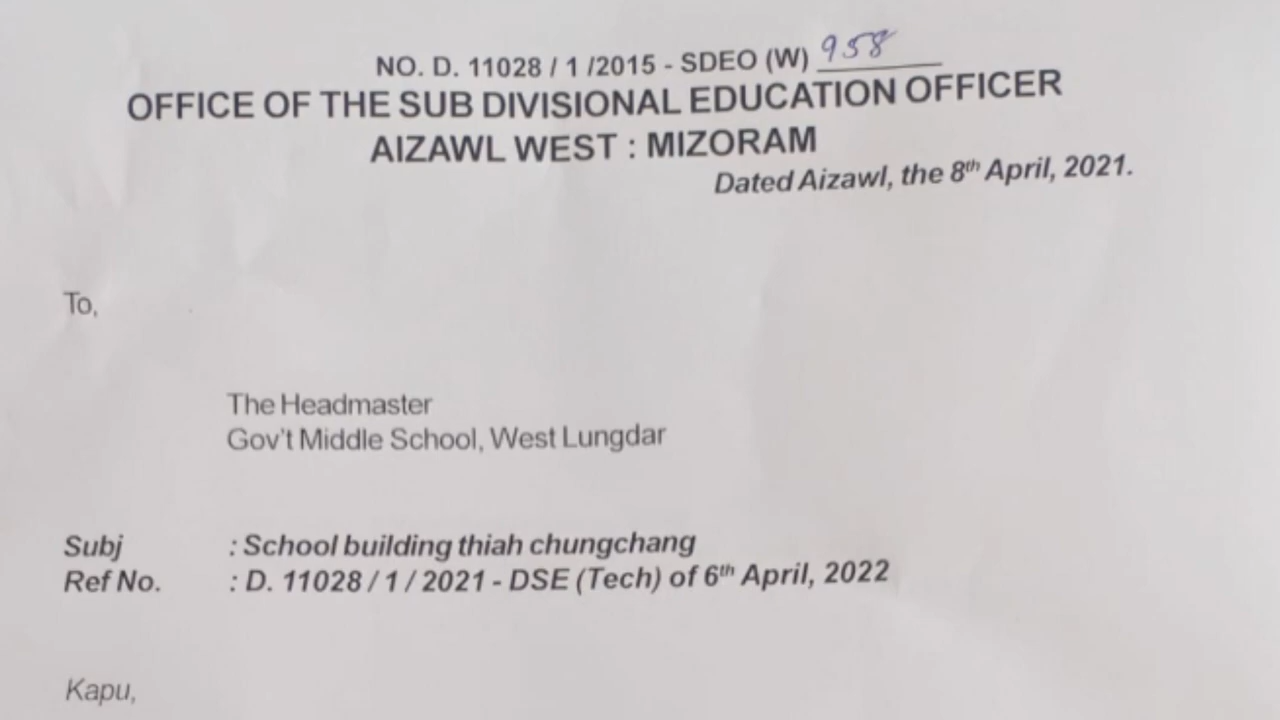 NO. D. 11028 / 1 /2015 - SDEO (W) 958
OFFICE OF THE SUB DIVISIONAL EDUCATION OFFICER
AIZAWL WEST : MIZORAM
Dated Aizawl, the 8th April, 2021.
To,
The Headmaster
Gov't Middle School, West Lungdar
Subj : School building thiah chungchang
Ref No. : D. 11028 / 1 / 2021 - DSE (Tech) of 6th April, 2022
Kapu,